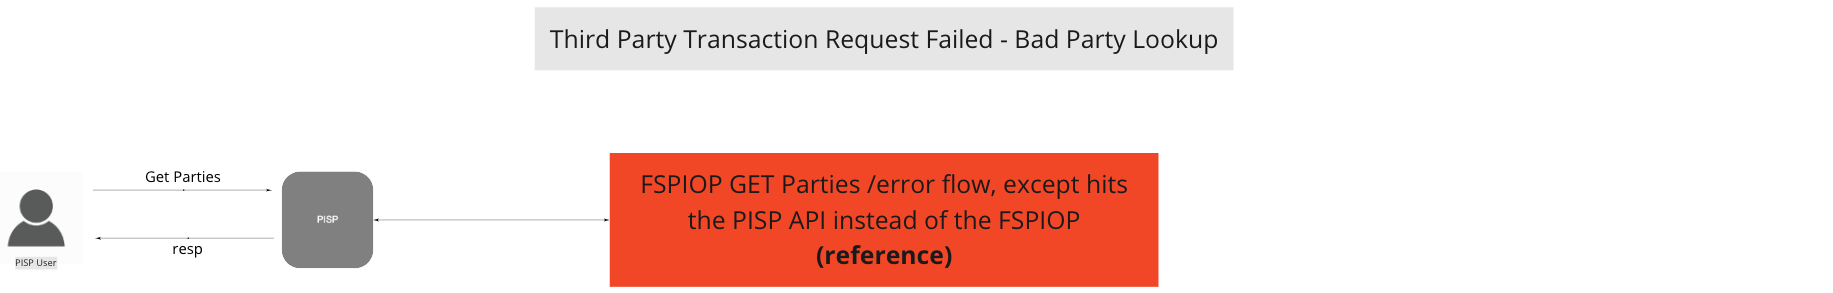 Third Party Transaction Request Failed - Bad Party Lookup
Get Parties
PISP
resp
PISP User
FSPIOP GET Parties /error flow, except hits
the PISP API instead of the FSPIOP
(reference)